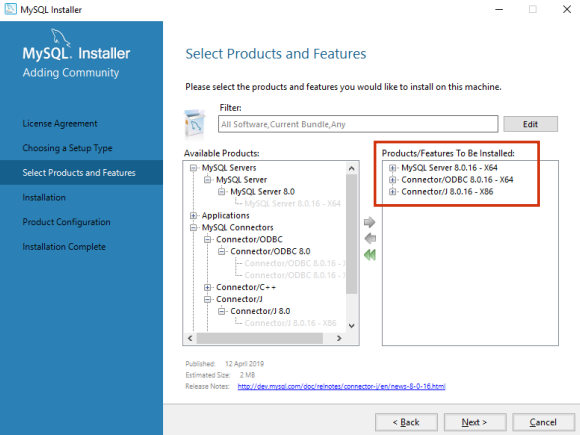 MySQL Installer
MySQL. Installer
Adding Community
License Agreement
Choosing a Setup Type
Select Products and Features
Installation
Product Configuration
Installation Complete
Select Products and Features
Please select the products and features you would like to install on this machine.
Filter:
All Software,Current Bundle,Any
Edit
Available Products:
MySQL Servers
MySQL Server
MySQL Server 8.0
MySQL Server 8.0.16 - X64
Applications
MySQL Connectors
Connector/ODBC
Connector/ODBC 8.0
Connector/ODBC 8.0.16 -
Connector/ODBC 8.0.16 -
Connector/C++
Connector/J
Connector/J 8.0
Connector/J 8.0.16 - X86
Products/Features To Be Installed:
MySQL Server 8.0.16 - X64
Connector/ODBC 8.0.16 - X64
Connector/J 8.0.16 - X86
Published: 12 April 2019
Estimated Size: 2 MB
Release Notes: http://dev.mysql.com/doc/relnotes/connector-j/en/news-8-0-16.html
< Back
Next >
Cancel